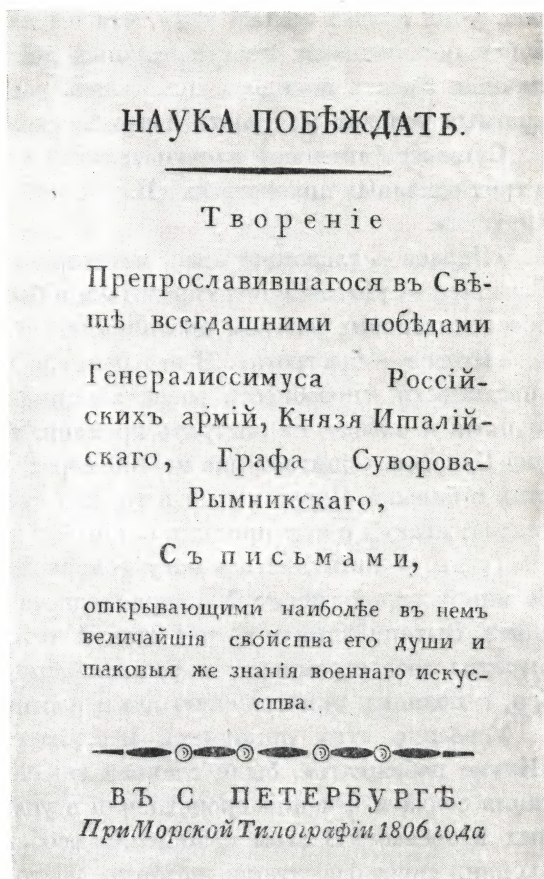 НАУКА ПОБѢЖДАТЬ.
Творенiе
Препрославившагося въ Свѣ-
тѣ всегдашними побѣдами
Генералиссимуса Россiй-
скихъ армiй, Князя Италiй-
скаго, Графа Суворова-
Рымникскаго,
Съ письмами,
открывающими наиболѣе въ немъ
величайшiя свóйства его души и
таковыя же знанiя военнаго искус-
ства.
ВЪ С. ПЕТЕРБУРГѢ,
При Морской Типографiи 1806 года